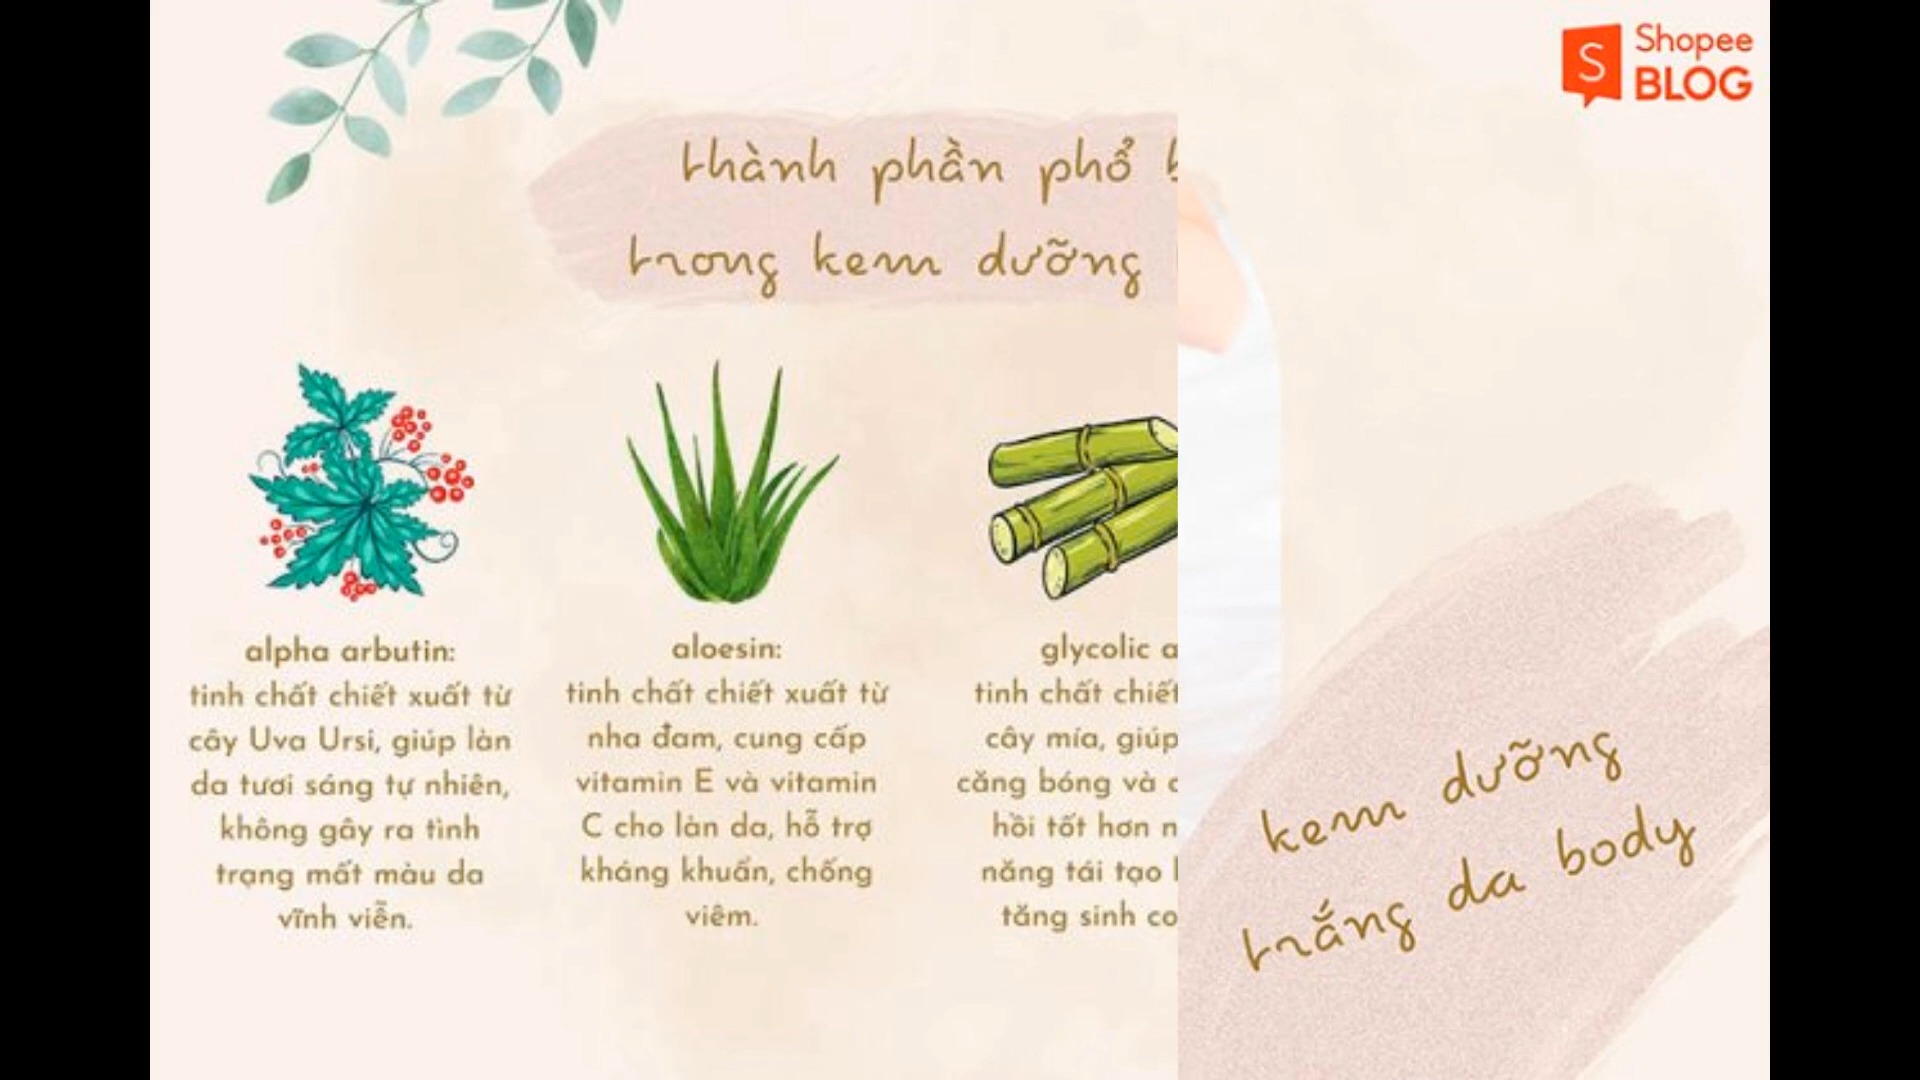 Shopee
BLOG
thành phần phổ
trong kem dưỡng
alpha arbutin:
tinh chất chiết xuất từ
cây Uva Ursi, giúp làn
da tươi sáng tự nhiên,
không gây ra tình
trạng mất màu da
vĩnh viễn.
aloesin:
tinh chất chiết xuất từ
nha đam, cung cấp
vitamin E và vitamin
C cho làn da, hỗ trợ
kháng khuẩn, chống
viêm.
glycolic a
tinh chất chiết
cây mía, giúp
căng bóng và
hồi tốt hơn n
năng tái tạo
tăng sinh co
kem dưỡng
trắng da body